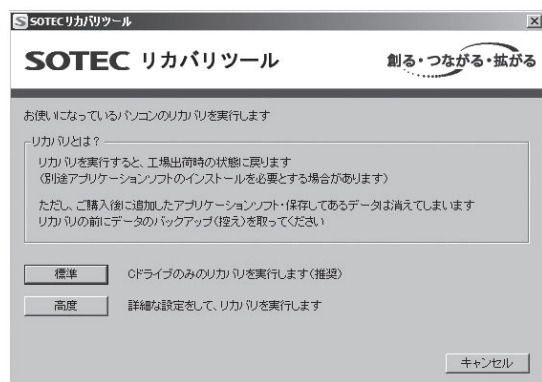 SOTEC リカバリツール
SOTEC リカバリツール
創る・つながる・拡がる
お使いになっているパソコンのリカバリを実行します
リカバリとは？
リカバリを実行すると、工場出荷時の状態に戻ります
(別途アプリケーションソフトのインストールを必要とする場合があります)
ただし、ご購入後に追加したアプリケーションソフト・保存してあるデータは消えてしまいます
リカバリの前にデータのバックアップ(控え)を取ってください
標準 Cドライブのみのリカバリを実行します(推奨)
高度 詳細な設定をして、リカバリを実行します
キャンセル